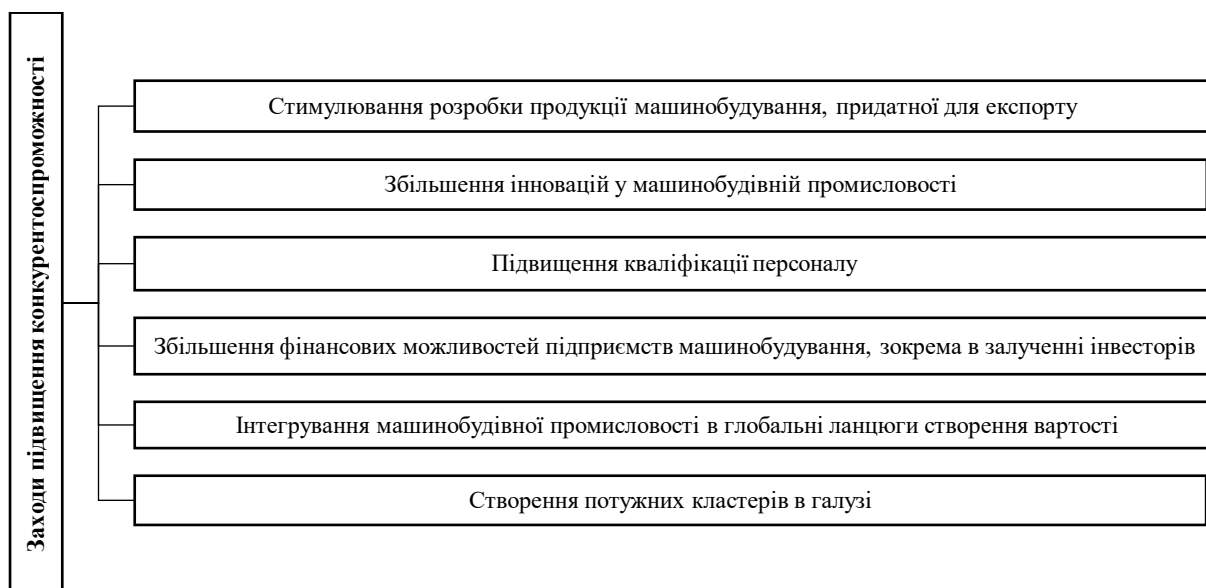 Заходи підвищення конкурентоспроможності
Стимулювання розробки продукції машинобудування, придатної для експорту
Збільшення інновацій у машинобудівній промисловості
Підвищення кваліфікації персоналу
Збільшення фінансових можливостей підприємств машинобудування, зокрема в залученні інвесторів
Інтегрування машинобудівної промисловості в глобальні ланцюги створення вартості
Створення потужних кластерів в галузі